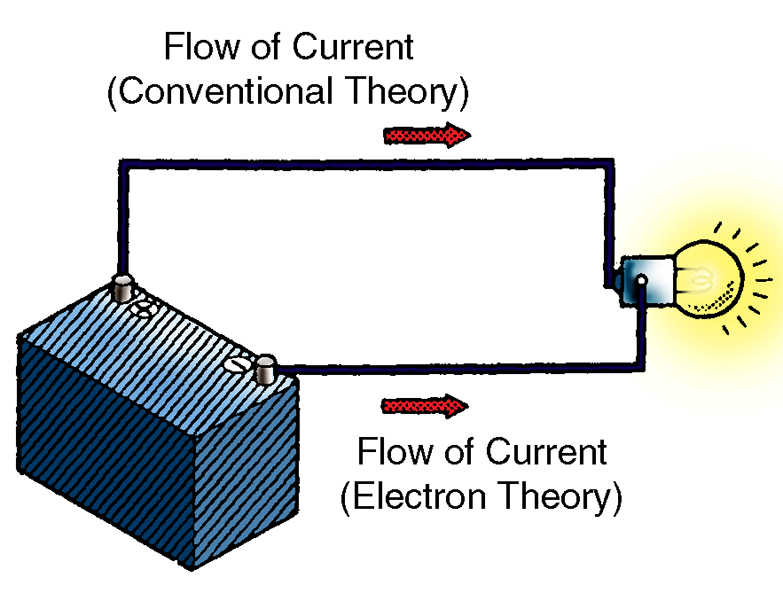 Flow of Current
(Conventional Theory)
+
−
Flow of Current
(Electron Theory)